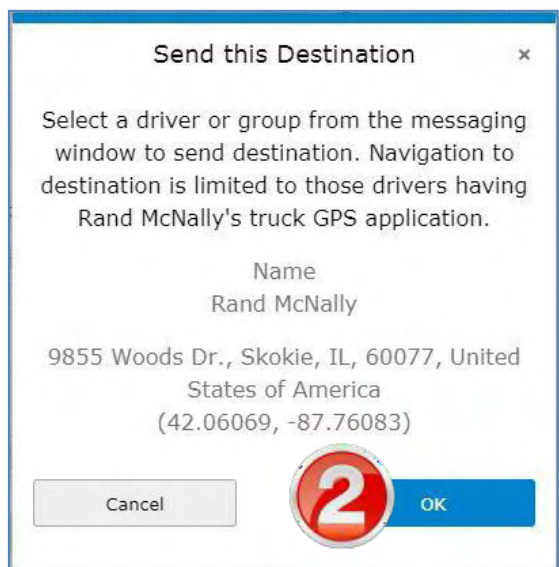 Send this Destination
×
Select a driver or group from the messaging
window to send destination. Navigation to
destination is limited to those drivers having
Rand McNally's truck GPS application.
Name
Rand McNally
9855 Woods Dr., Skokie, IL, 60077, United
States of America
(42.06069, -87.76083)
Cancel
2
OK